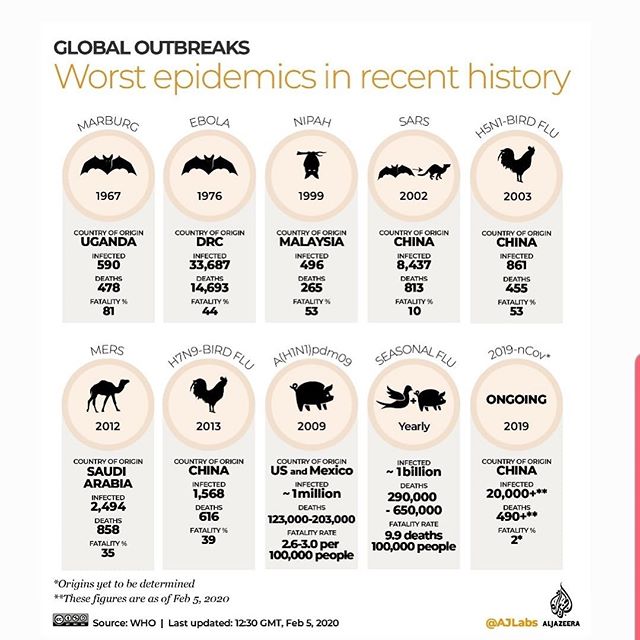 GLOBAL OUTBREAKS
Worst epidemics in recent history
MARBURG
1967
COUNTRY OF ORIGIN
UGANDA
INFECTED
590
DEATHS
478
FATALITY %
81
EBOLA
1976
COUNTRY OF ORIGIN
DRC
INFECTED
33,687
DEATHS
14,693
FATALITY %
44
NIPAH
1999
COUNTRY OF ORIGIN
MALAYSIA
INFECTED
496
DEATHS
265
FATALITY %
53
SARS
2002
COUNTRY OF ORIGIN
CHINA
INFECTED
8,437
DEATHS
813
FATALITY %
10
H5N1-BIRD FLU
2003
COUNTRY OF ORIGIN
CHINA
INFECTED
861
DEATHS
455
FATALITY %
53
MERS
2012
COUNTRY OF ORIGIN
SAUDI
ARABIA
INFECTED
2,494
DEATHS
858
FATALITY %
35
H7N9-BIRD FLU
2013
COUNTRY OF ORIGIN
CHINA
INFECTED
1,568
DEATHS
616
FATALITY %
39
A(H1N1)pdm09
2009
COUNTRY OF ORIGIN
US and Mexico
INFECTED
~ 1million
DEATHS
123,000-203,000
FATALITY RATE
2.6-3.0 per
100,000 people
SEASONAL FLU
Yearly
INFECTED
~ 1 billion
DEATHS
290,000
- 650,000
FATALITY RATE
9.9 deaths
100,000 people
2019-nCov*
ONGOING
2019
COUNTRY OF ORIGIN
CHINA
INFECTED
20,000+**
DEATHS
490+**
FATALITY %
2*
*Origins yet to be determined
**These figures are as of Feb 5, 2020
Source: WHO | Last updated: 12:30 GMT, Feb 5, 2020
@AJLabs
ALJAZEERA